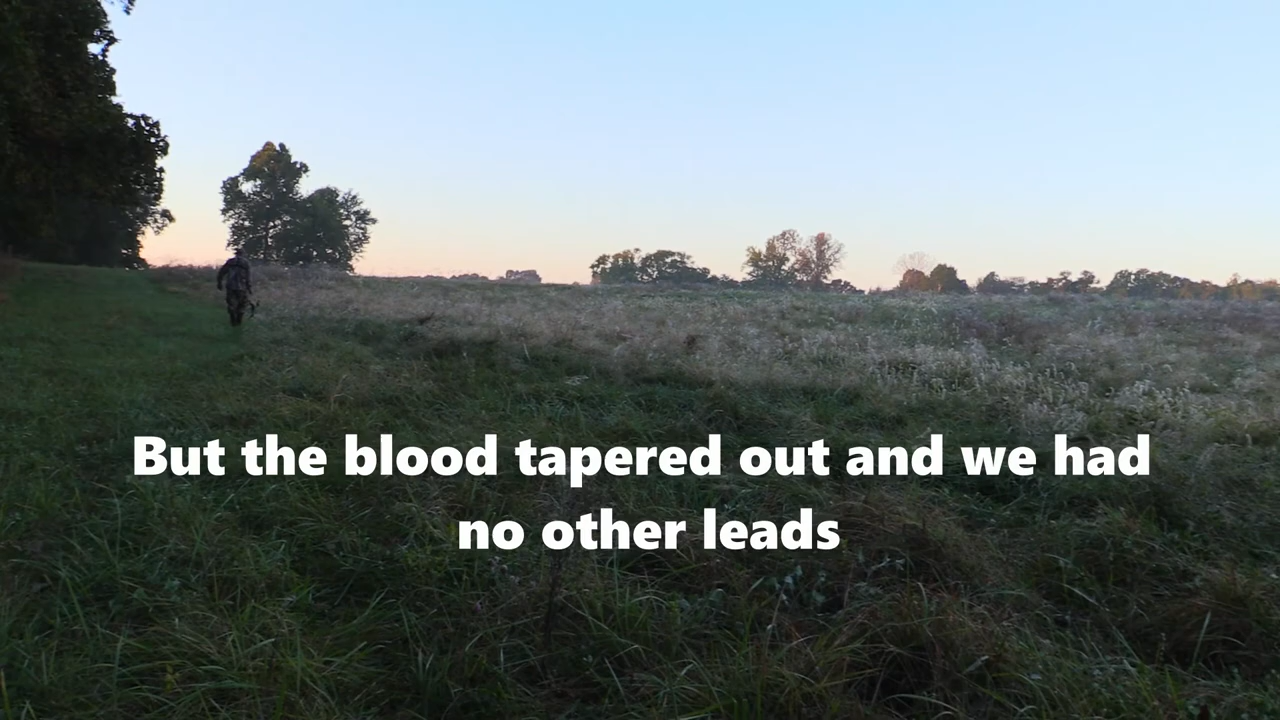 But the blood tapered out and we had
no other leads